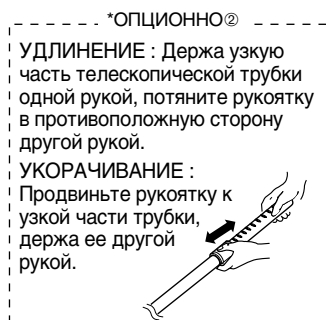 *ОПЦИОННО②
УДЛИНЕНИЕ : Держа узкую
часть телескопической трубки
одной рукой, потяните рукоятку
в противоположную сторону
другой рукой.
УКОРАЧИВАНИЕ :
Продвиньте рукоятку к
узкой части трубки,
держа ее другой
рукой.